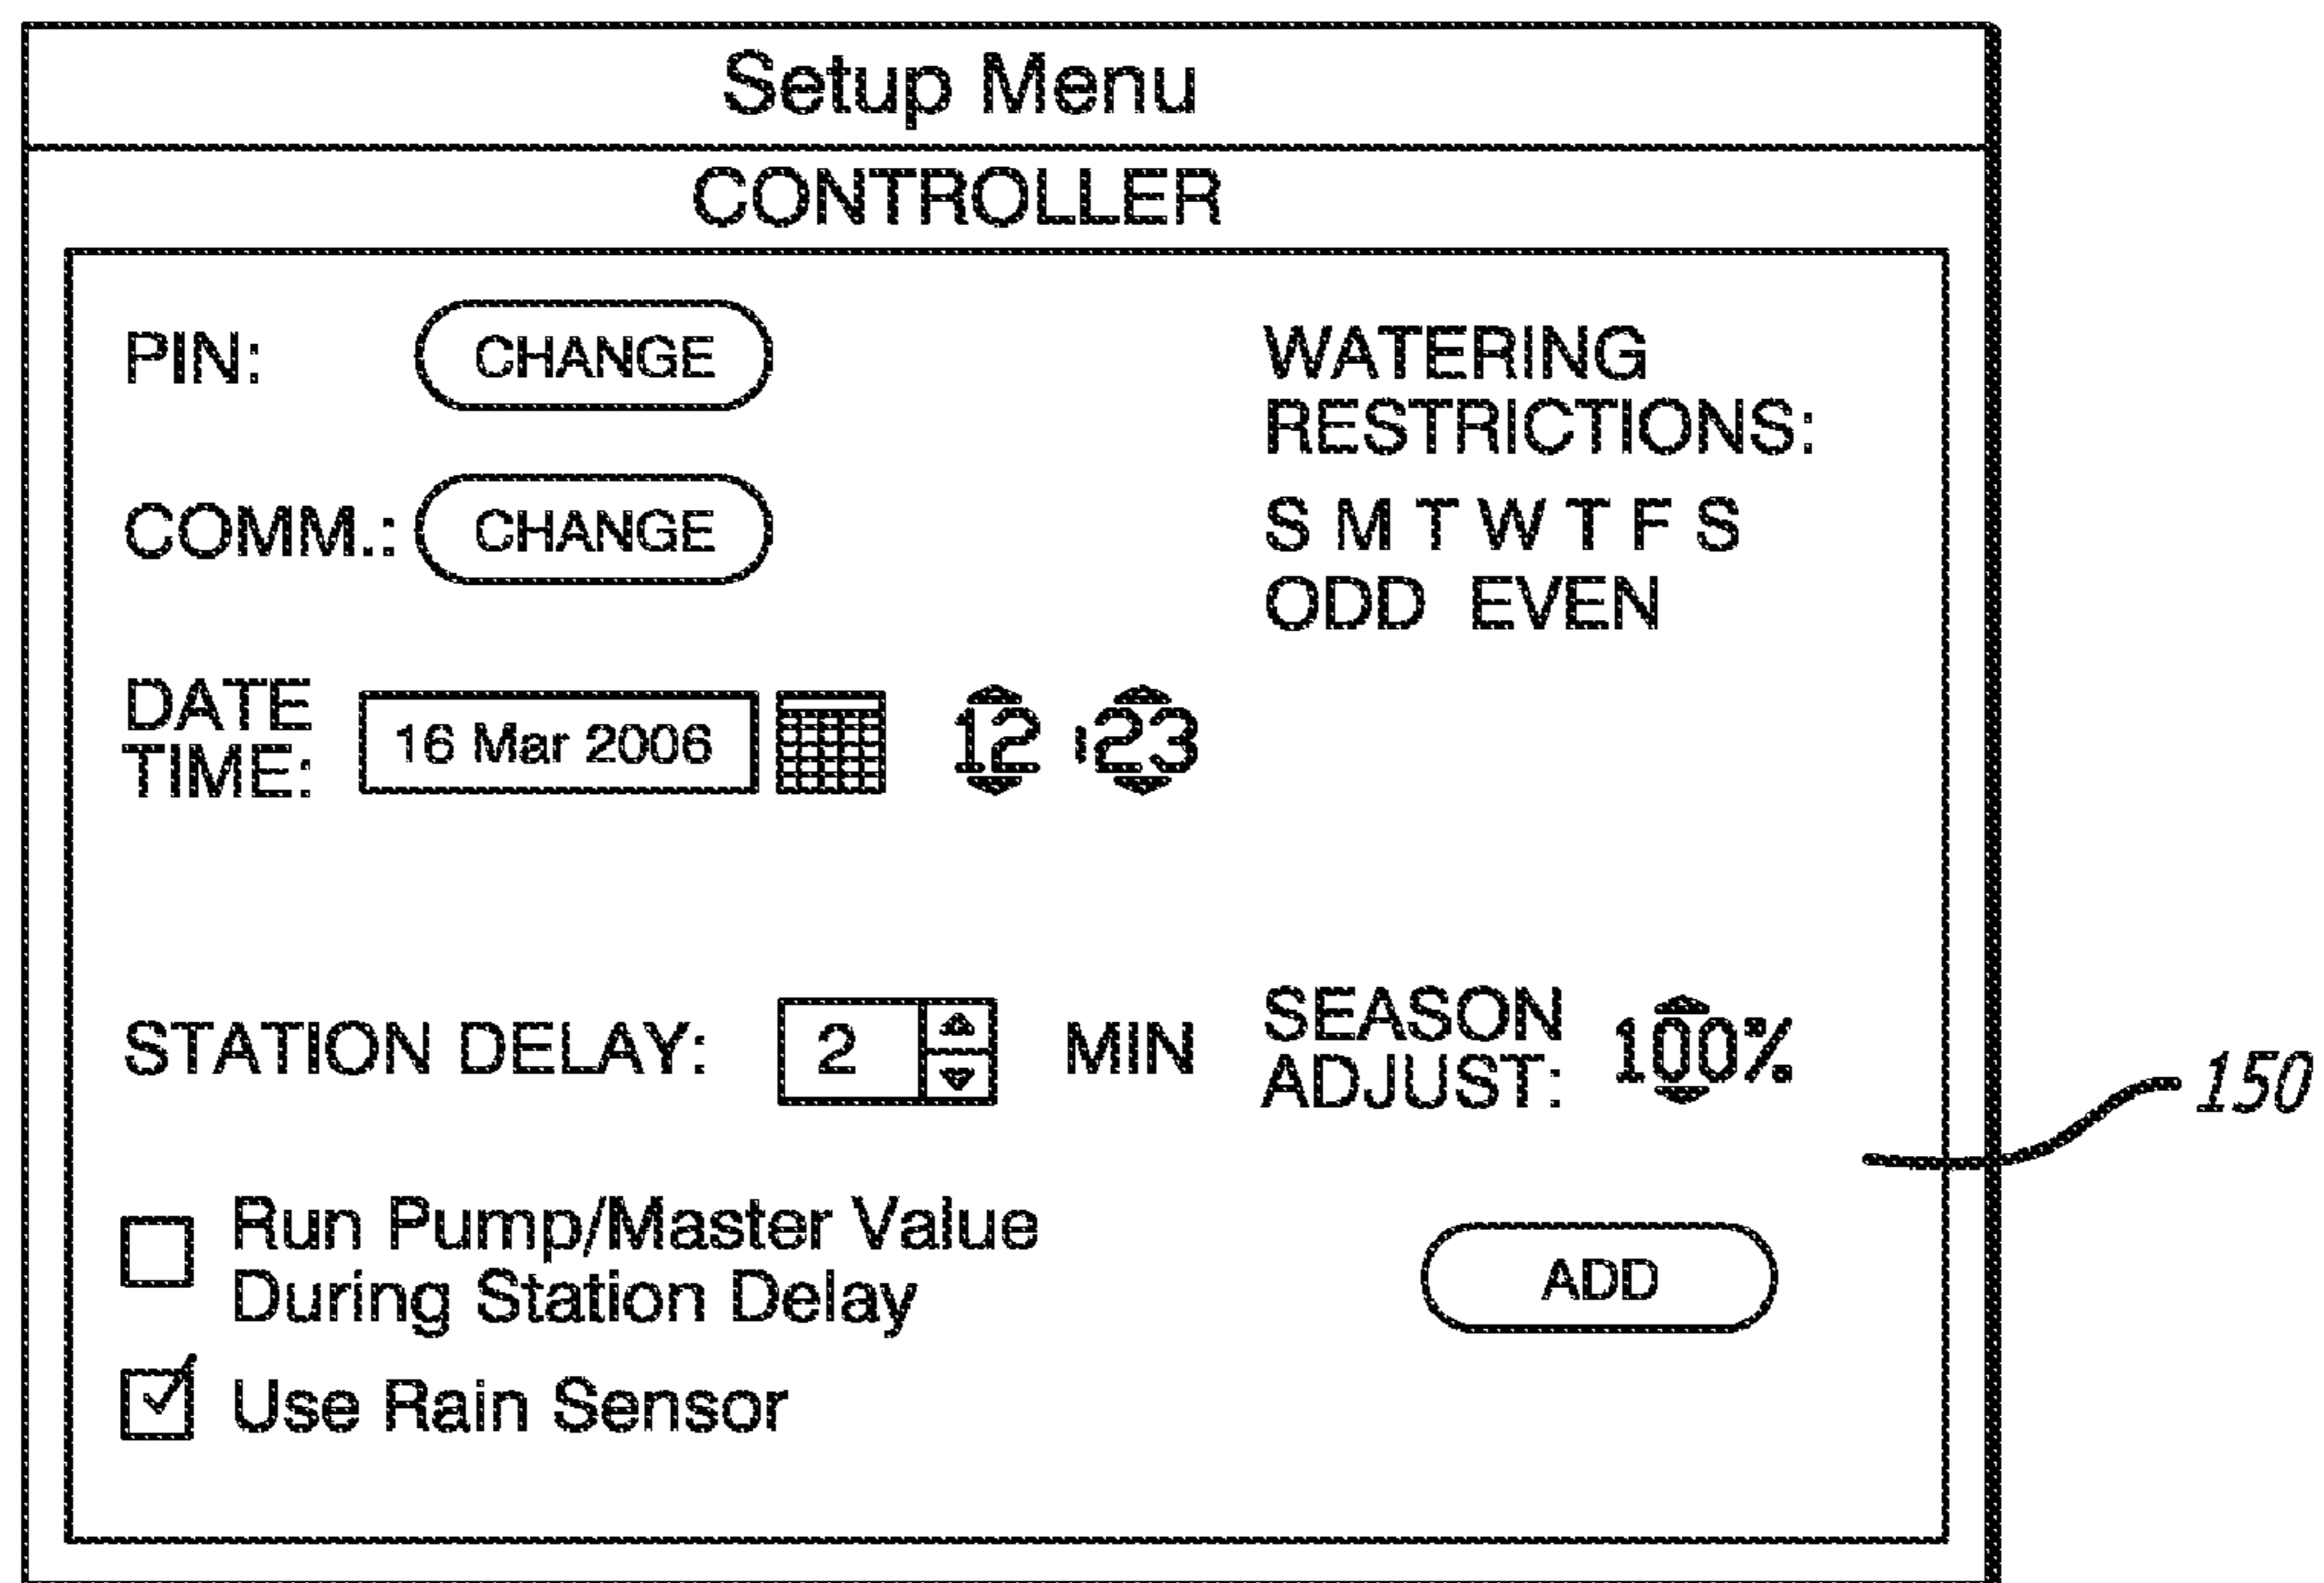 Setup Menu
CONTROLLER
PIN: CHANGE
WATERING
RESTRICTIONS:
COMM.: CHANGE
S M T W T F S
ODD EVEN
DATE
TIME: 16 Mar 2006 12 :23
STATION DELAY: 2 MIN
SEASON
ADJUST: 100%
150
Run Pump/Master Value
During Station Delay
ADD
Use Rain Sensor